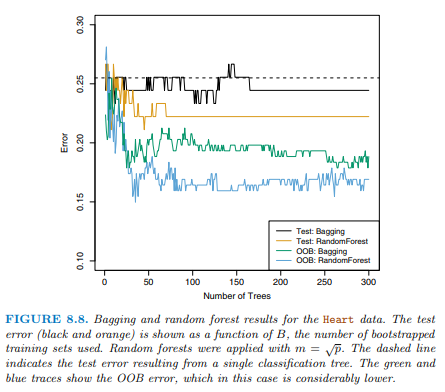 0.30
0.25
0.20
0.15
0.10
Error
Test: Bagging
Test: RandomForest
OOB: Bagging
OOB: RandomForest
0 50 100 150 200 250 300
Number of Trees
FIGURE 8.8. Bagging and random forest results for the Heart data. The test
error (black and orange) is shown as a function of B, the number of bootstrapped
training sets used. Random forests were applied with m = √p. The dashed line
indicates the test error resulting from a single classification tree. The green and
blue traces show the OOB error, which in this case is considerably lower.